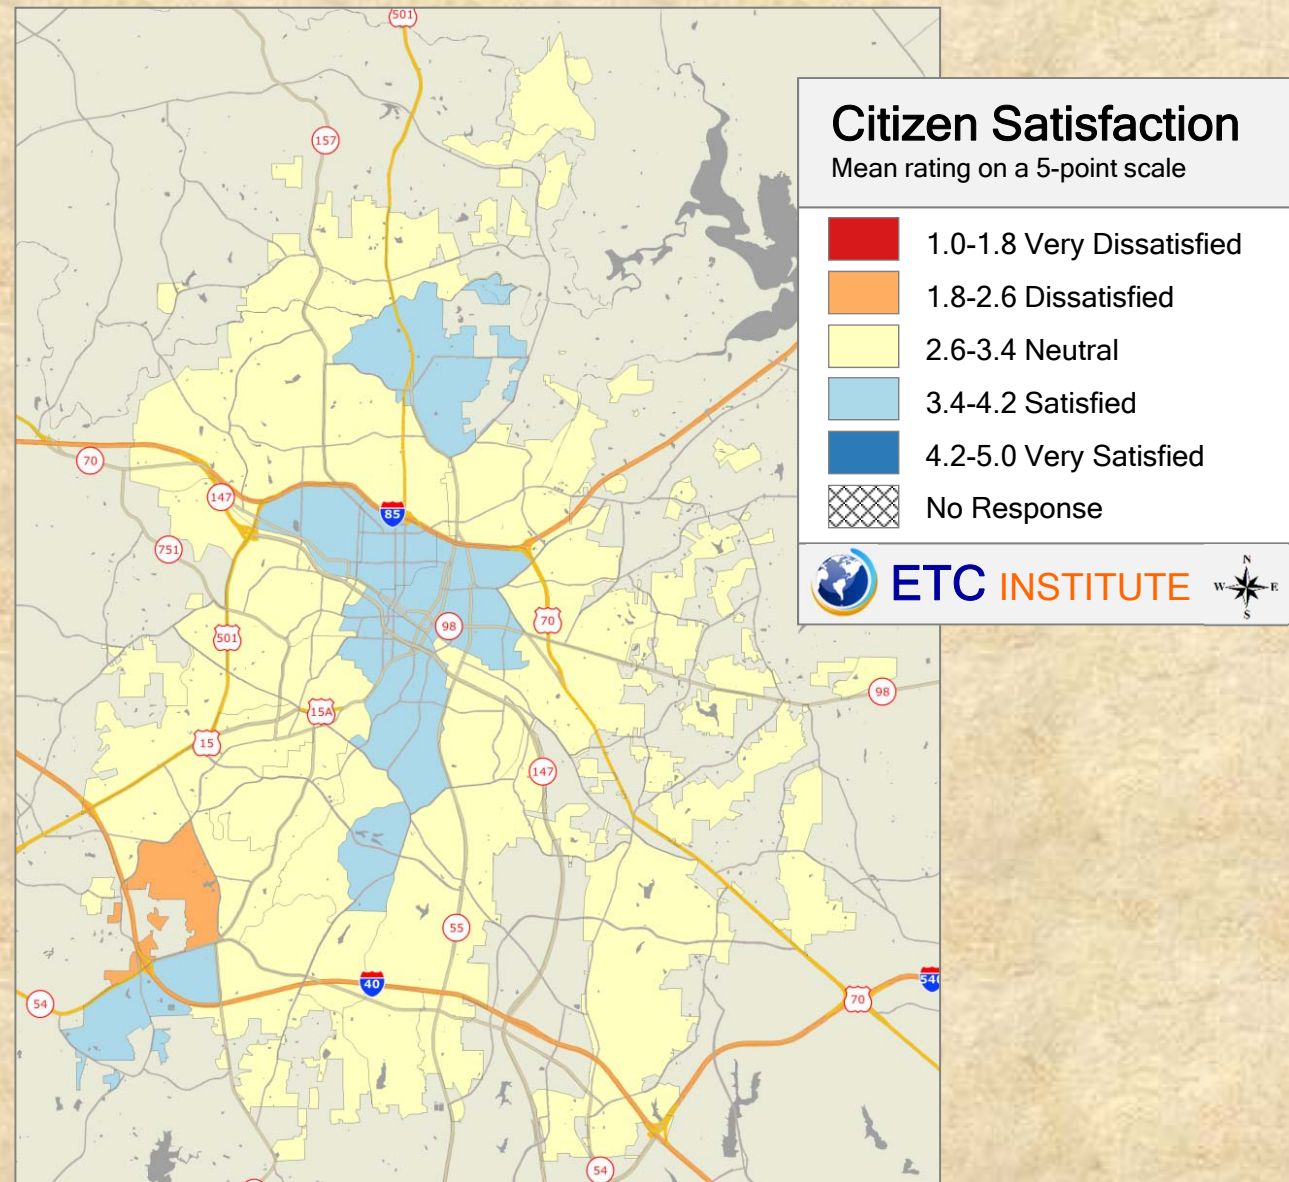 501
157
Citizen Satisfaction
Mean rating on a 5-point scale
1.0-1.8 Very Dissatisfied
1.8-2.6 Dissatisfied
2.6-3.4 Neutral
3.4-4.2 Satisfied
4.2-5.0 Very Satisfied
No Response
ETC INSTITUTE
N
W E
S
70
147
85
751
501
98
70
98
15A
15
147
55
40
54
70
540
54